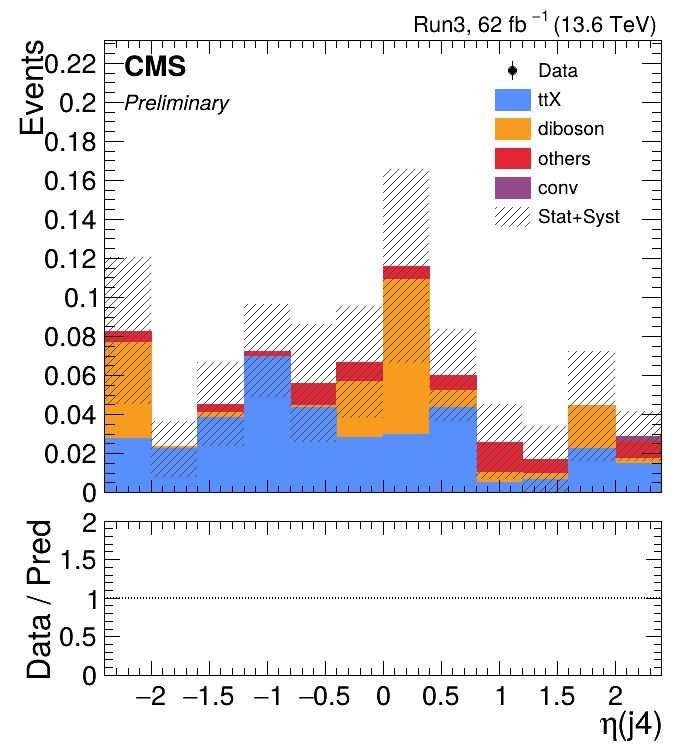 Run3, 62 fb⁻¹ (13.6 TeV)
Events
CMS
Preliminary
Data
ttX
diboson
others
conv
Stat+Syst
0.22
0.2
0.18
0.16
0.14
0.12
0.1
0.08
0.06
0.04
0.02
0
Data / Pred
2
1.5
1
0.5
0
−2 −1.5 −1 −0.5 0 0.5 1 1.5 2
η(j4)